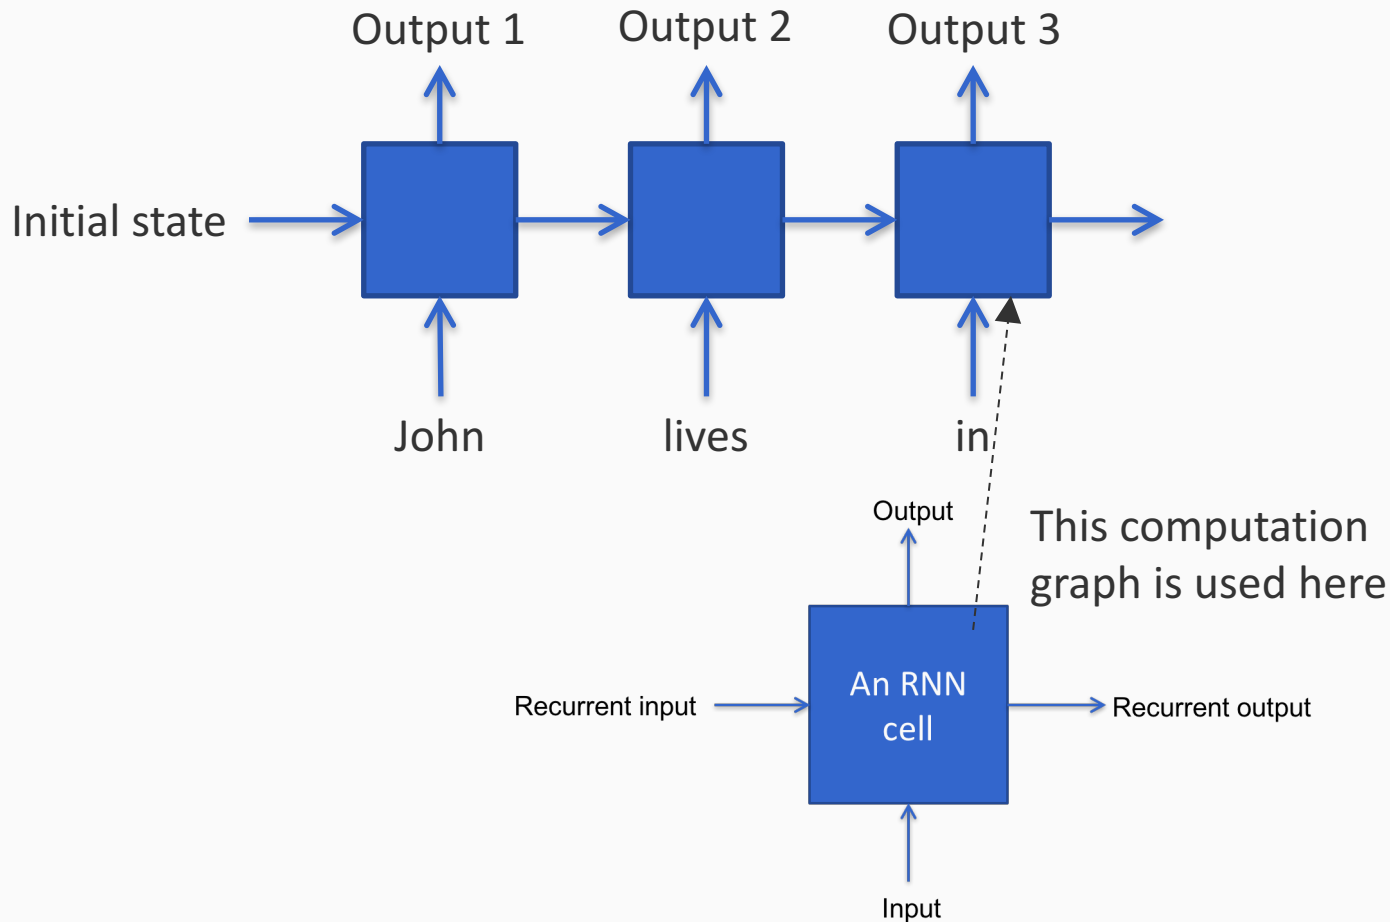 Output 1
Output 2
Output 3
Initial state
John
lives
in
Output
This computation
graph is used here
An RNN
cell
Recurrent input
Recurrent output
Input